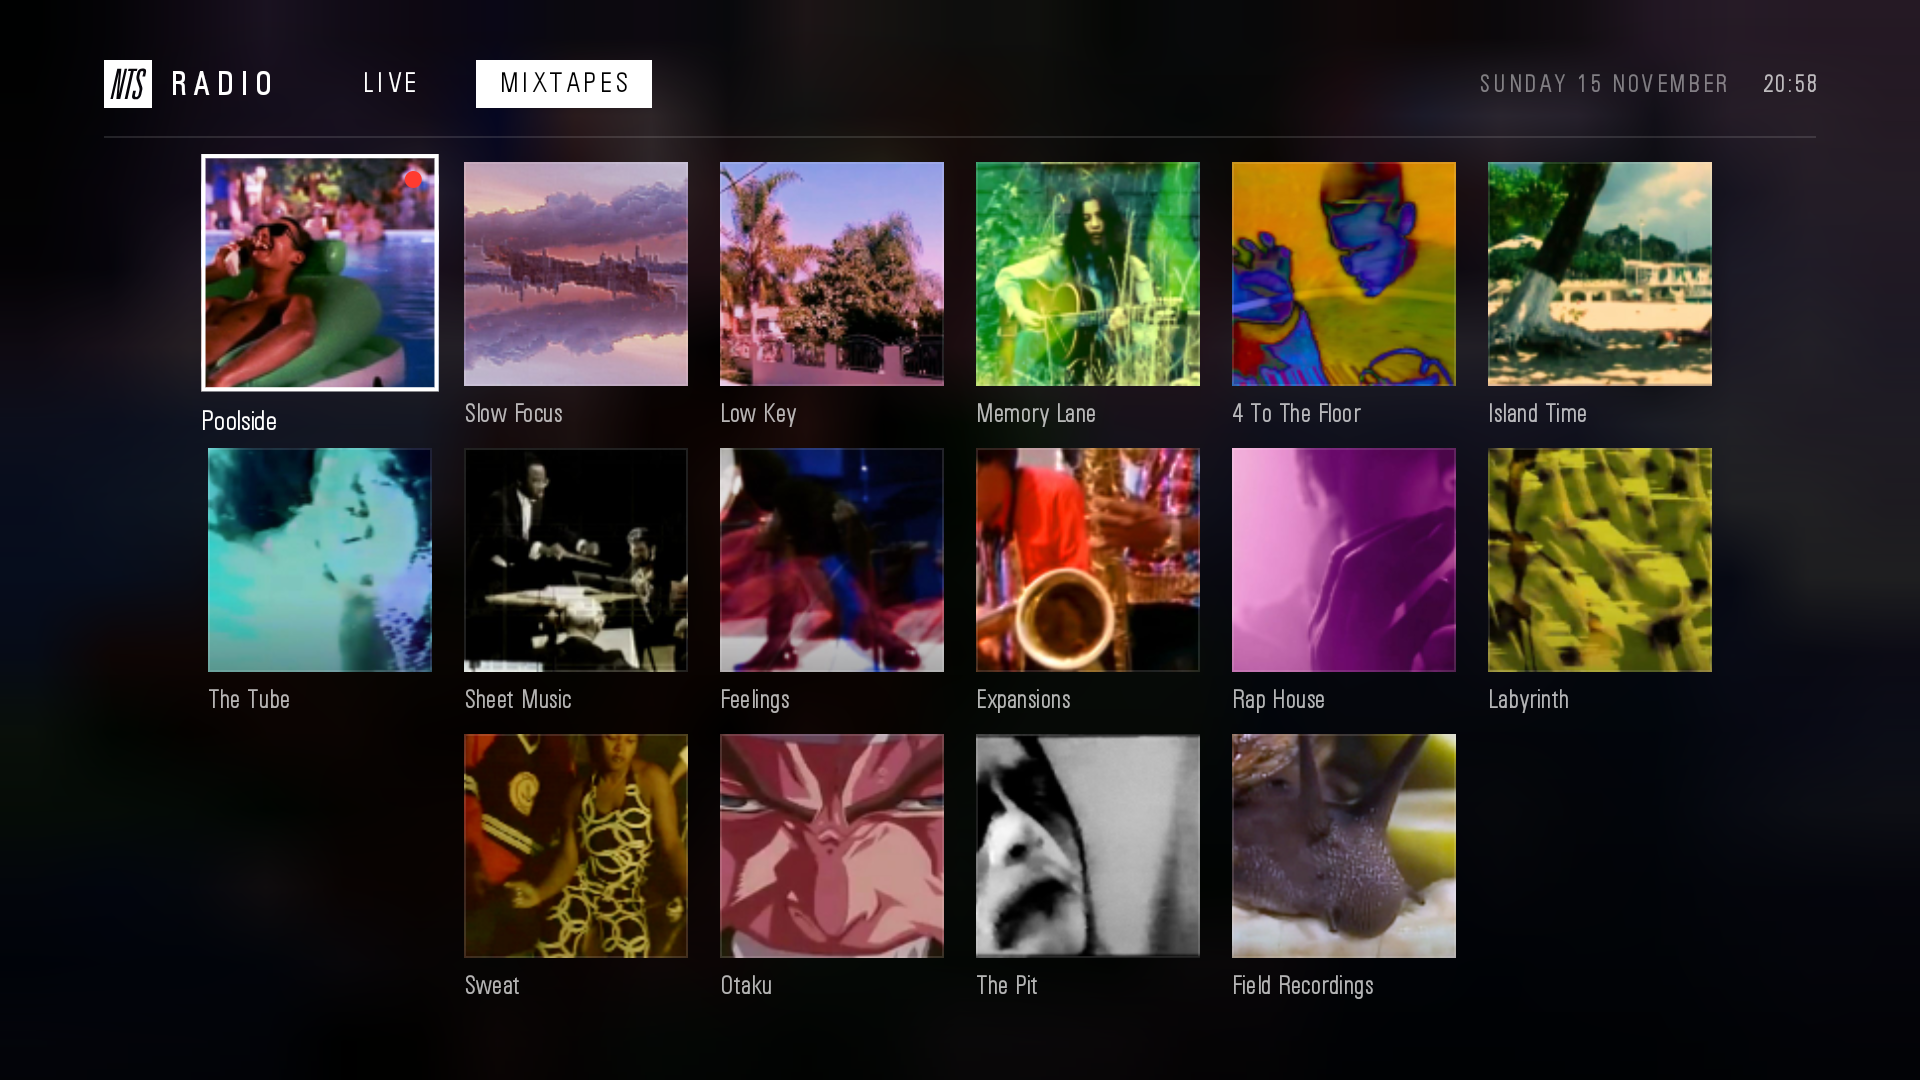 NTS RADIO LIVE MIXTAPES SUNDAY 15 NOVEMBER 20:58
Poolside
Slow Focus
Low Key
Memory Lane
4 To The Floor
Island Time
The Tube
Sheet Music
Feelings
Expansions
Rap House
Labyrinth
Sweat
Otaku
The Pit
Field Recordings